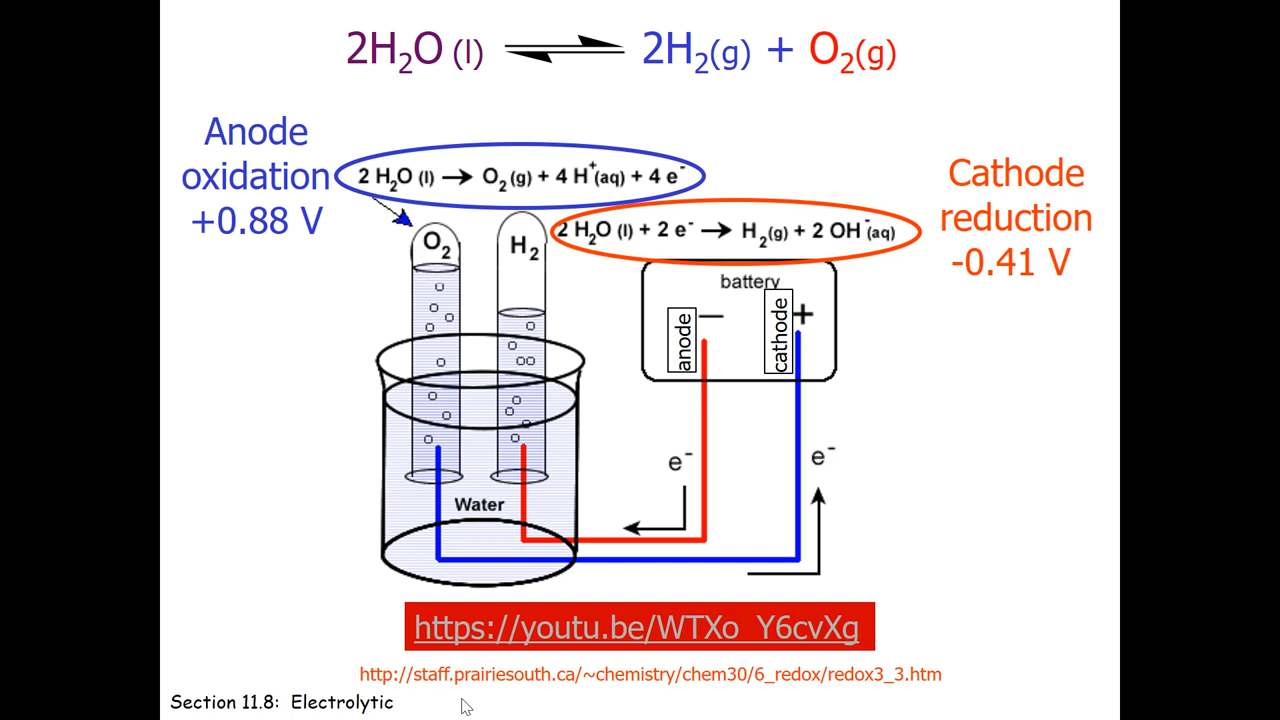 2H₂O (l) ⇌ 2H₂(g) + O₂(g)
Anode
oxidation
+0.88 V
2 H₂O (l) → O₂ (g) + 4 H⁺(aq) + 4 e⁻
Cathode
reduction
-0.41 V
2 H₂O (l) + 2 e⁻ → H₂(g) + 2 OH⁻(aq)
O₂
H₂
battery
anode
−
cathode
+
e⁻
e⁻
Water
https://youtu.be/WTXo_Y6cvXg
http://staff.prairiesouth.ca/~chemistry/chem30/6_redox/redox3_3.htm
Section 11.8: Electrolytic